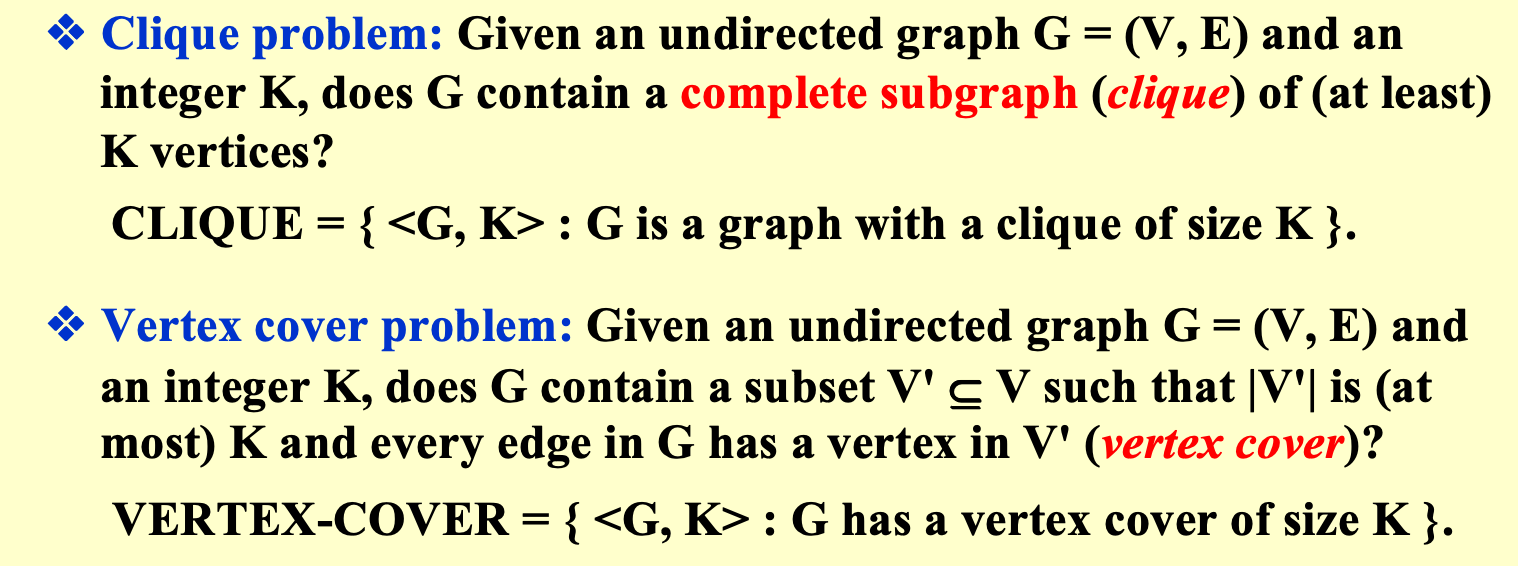 ❖ Clique problem: Given an undirected graph G = (V, E) and an
integer K, does G contain a complete subgraph (clique) of (at least)
K vertices?
CLIQUE = { <G, K> : G is a graph with a clique of size K }.
❖ Vertex cover problem: Given an undirected graph G = (V, E) and
an integer K, does G contain a subset V' ⊆ V such that |V'| is (at
most) K and every edge in G has a vertex in V' (vertex cover)?
VERTEX-COVER = { <G, K> : G has a vertex cover of size K }.